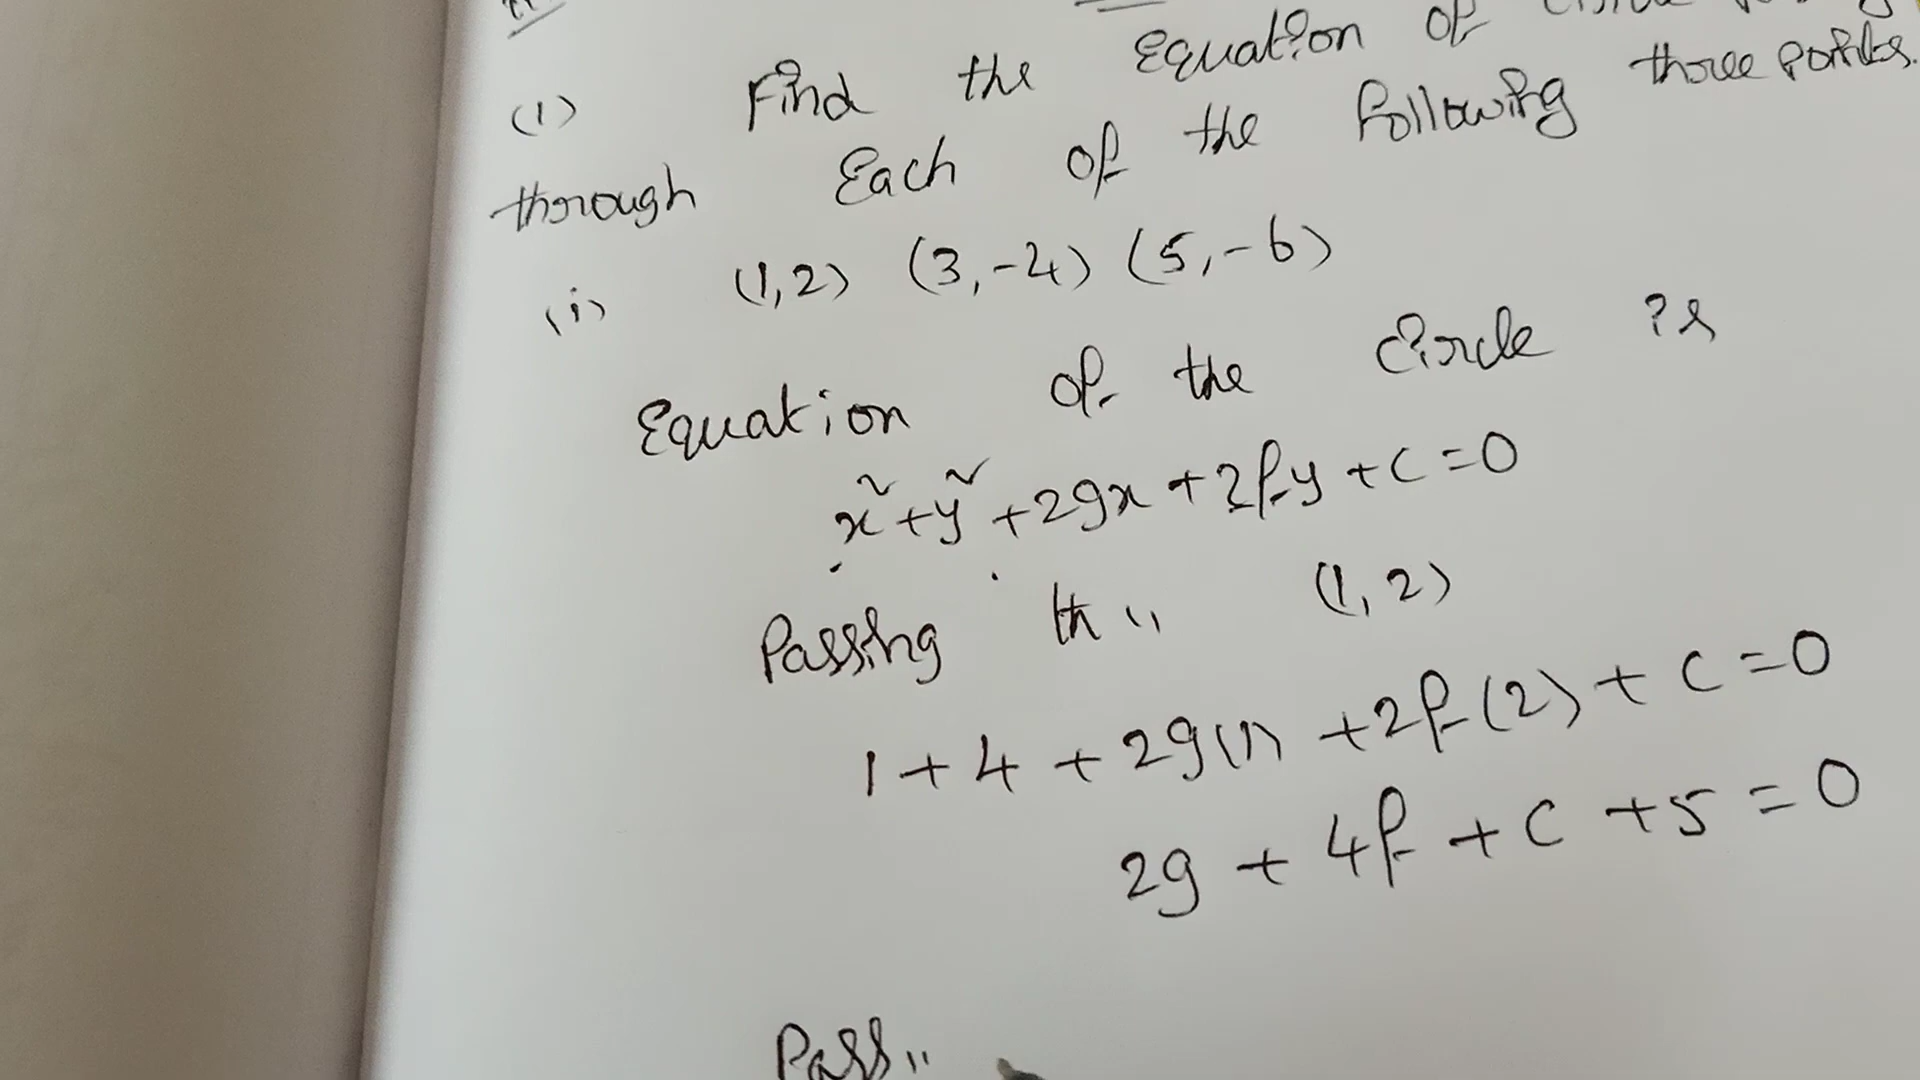 (1) Find the Equation of
through Each of the following three points.
(i) (1,2) (3,-4) (5,-6)
Equation of the circle is
x²+y²+2gx+2fy+c=0
Passing th" (1,2)
1+4+2g(1)+2f(2)+c=0
2g+4f+c+5=0
Pass"